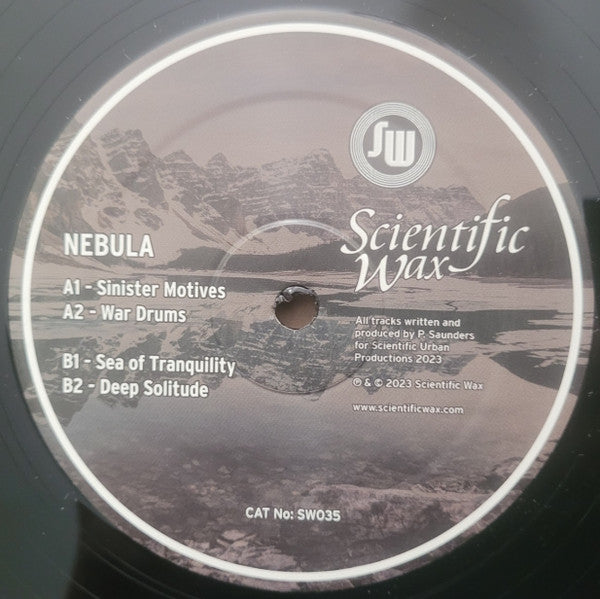 SW
Scientific
Wax
NEBULA
A1 - Sinister Motives
A2 - War Drums
B1 - Sea of Tranquility
B2 - Deep Solitude
All tracks written and
produced by P. Saunders
for Scientific Urban
Productions 2023
℗ & © 2023 Scientific Wax
www.scientificwax.com
CAT No: SW035